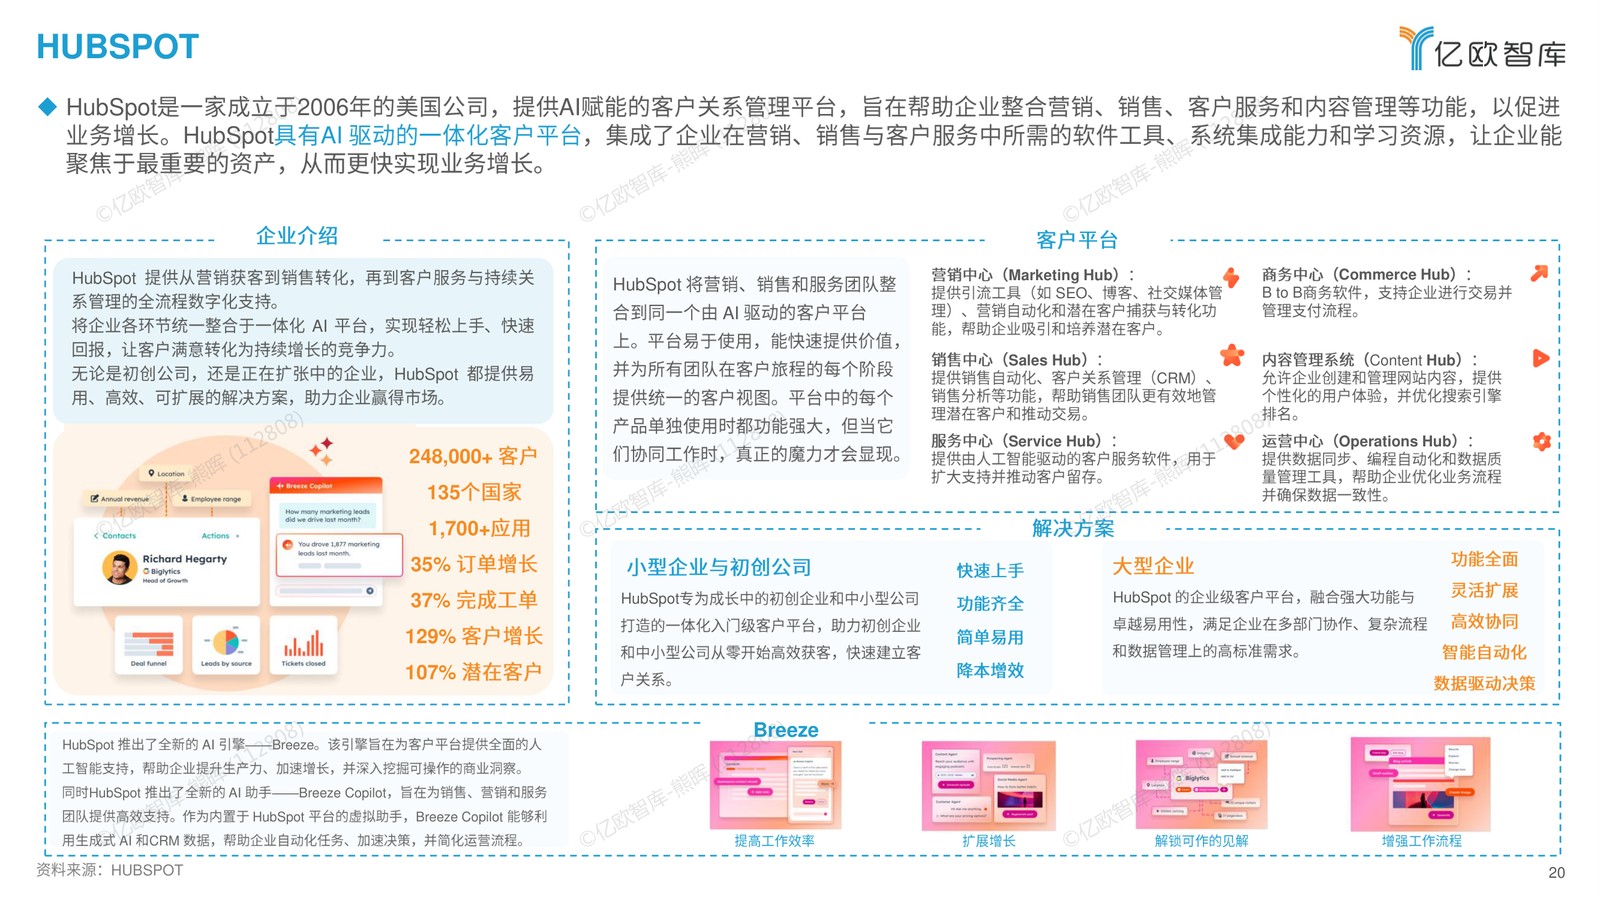 HUBSPOT
亿欧智库
HubSpot是一家成立于2006年的美国公司，提供AI赋能的客户关系管理平台，旨在帮助企业整合营销、销售、客户服务和内容管理等功能，以促进
业务增长。HubSpot具有AI 驱动的一体化客户平台，集成了企业在营销、销售与客户服务中所需的软件工具、系统集成能力和学习资源，让企业能
聚焦于最重要的资产，从而更快实现业务增长。
企业介绍
HubSpot 提供从营销获客到销售转化，再到客户服务与持续关
系管理的全流程数字化支持。
将企业各环节统一整合于一体化 AI 平台，实现轻松上手、快速
回报，让客户满意转化为持续增长的竞争力。
无论是初创公司，还是正在扩张中的企业，HubSpot 都提供易
用、高效、可扩展的解决方案，助力企业赢得市场。
Location
Annual revenue
Employee range
Contacts
Actions
Richard Hegarty
Biglytics
Head of Growth
Breeze Copilot
How many marketing leads
did we drive last month?
You drove 1,877 marketing
leads last month.
Deal funnel
Leads by source
Tickets closed
248,000+ 客户
135个国家
1,700+应用
35% 订单增长
37% 完成工单
129% 客户增长
107% 潜在客户
客户平台
HubSpot 将营销、销售和服务团队整
合到同一个由 AI 驱动的客户平台
上。平台易于使用，能快速提供价值，
并为所有团队在客户旅程的每个阶段
提供统一的客户视图。平台中的每个
产品单独使用时都功能强大，但当它
们协同工作时，真正的魔力才会显现。
营销中心（Marketing Hub）：
提供引流工具（如 SEO、博客、社交媒体管
理）、营销自动化和潜在客户捕获与转化功
能，帮助企业吸引和培养潜在客户。
销售中心（Sales Hub）：
提供销售自动化、客户关系管理（CRM）、
销售分析等功能，帮助销售团队更有效地管
理潜在客户和推动交易。
服务中心（Service Hub）：
提供由人工智能驱动的客户服务软件，用于
扩大支持并推动客户留存。
商务中心（Commerce Hub）：
B to B商务软件，支持企业进行交易并
管理支付流程。
内容管理系统（Content Hub）：
允许企业创建和管理网站内容，提供
个性化的用户体验，并优化搜索引擎
排名。
运营中心（Operations Hub）：
提供数据同步、编程自动化和数据质
量管理工具，帮助企业优化业务流程
并确保数据一致性。
解决方案
小型企业与初创公司
HubSpot专为成长中的初创企业和中小型公司
打造的一体化入门级客户平台，助力初创企业
和中小型公司从零开始高效获客，快速建立客
户关系。
快速上手
功能齐全
简单易用
降本增效
大型企业
HubSpot 的企业级客户平台，融合强大功能与
卓越易用性，满足企业在多部门协作、复杂流程
和数据管理上的高标准需求。
功能全面
灵活扩展
高效协同
智能自动化
数据驱动决策
Breeze
HubSpot 推出了全新的 AI 引擎——Breeze。该引擎旨在为客户平台提供全面的人
工智能支持，帮助企业提升生产力、加速增长，并深入挖掘可操作的商业洞察。
同时HubSpot 推出了全新的 AI 助手——Breeze Copilot，旨在为销售、营销和服务
团队提供高效支持。作为内置于 HubSpot 平台的虚拟助手，Breeze Copilot 能够利
用生成式 AI 和CRM 数据，帮助企业自动化任务、加速决策，并简化运营流程。
Biglytics
提高工作效率
扩展增长
解锁可作的见解
增强工作流程
资料来源：HUBSPOT
20
©亿欧智库-熊晖 (112808)